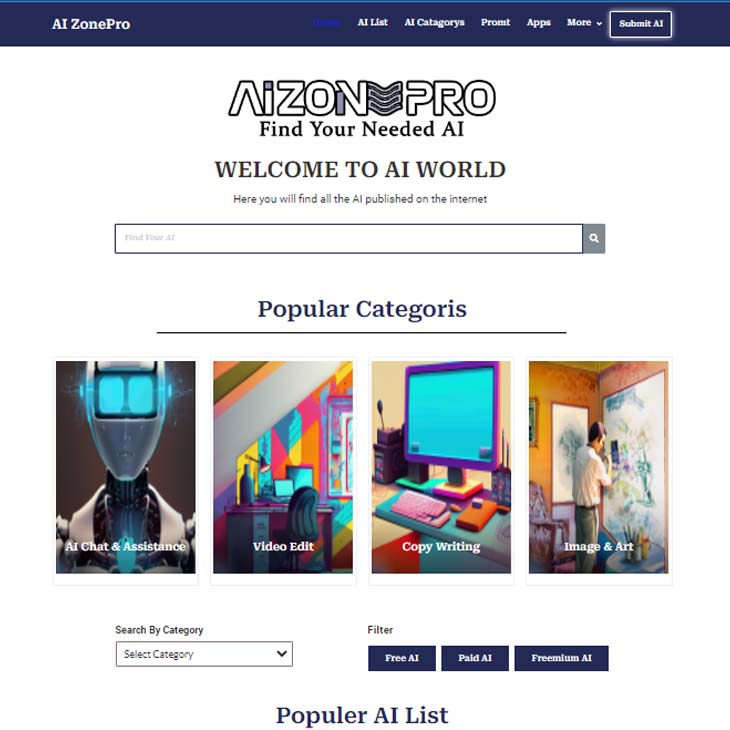 AI ZonePro
Home AI List AI Catagorys Promt Apps More Submit AI
AIZONEPRO
Find Your Needed AI
WELCOME TO AI WORLD
Here you will find all the AI published on the internet
Find Your AI
Popular Categoris
AI Chat & Assistance Video Edit Copy Writing Image & Art
Search By Category Filter
Select Category Free AI Paid AI Freemium AI
Populer AI List